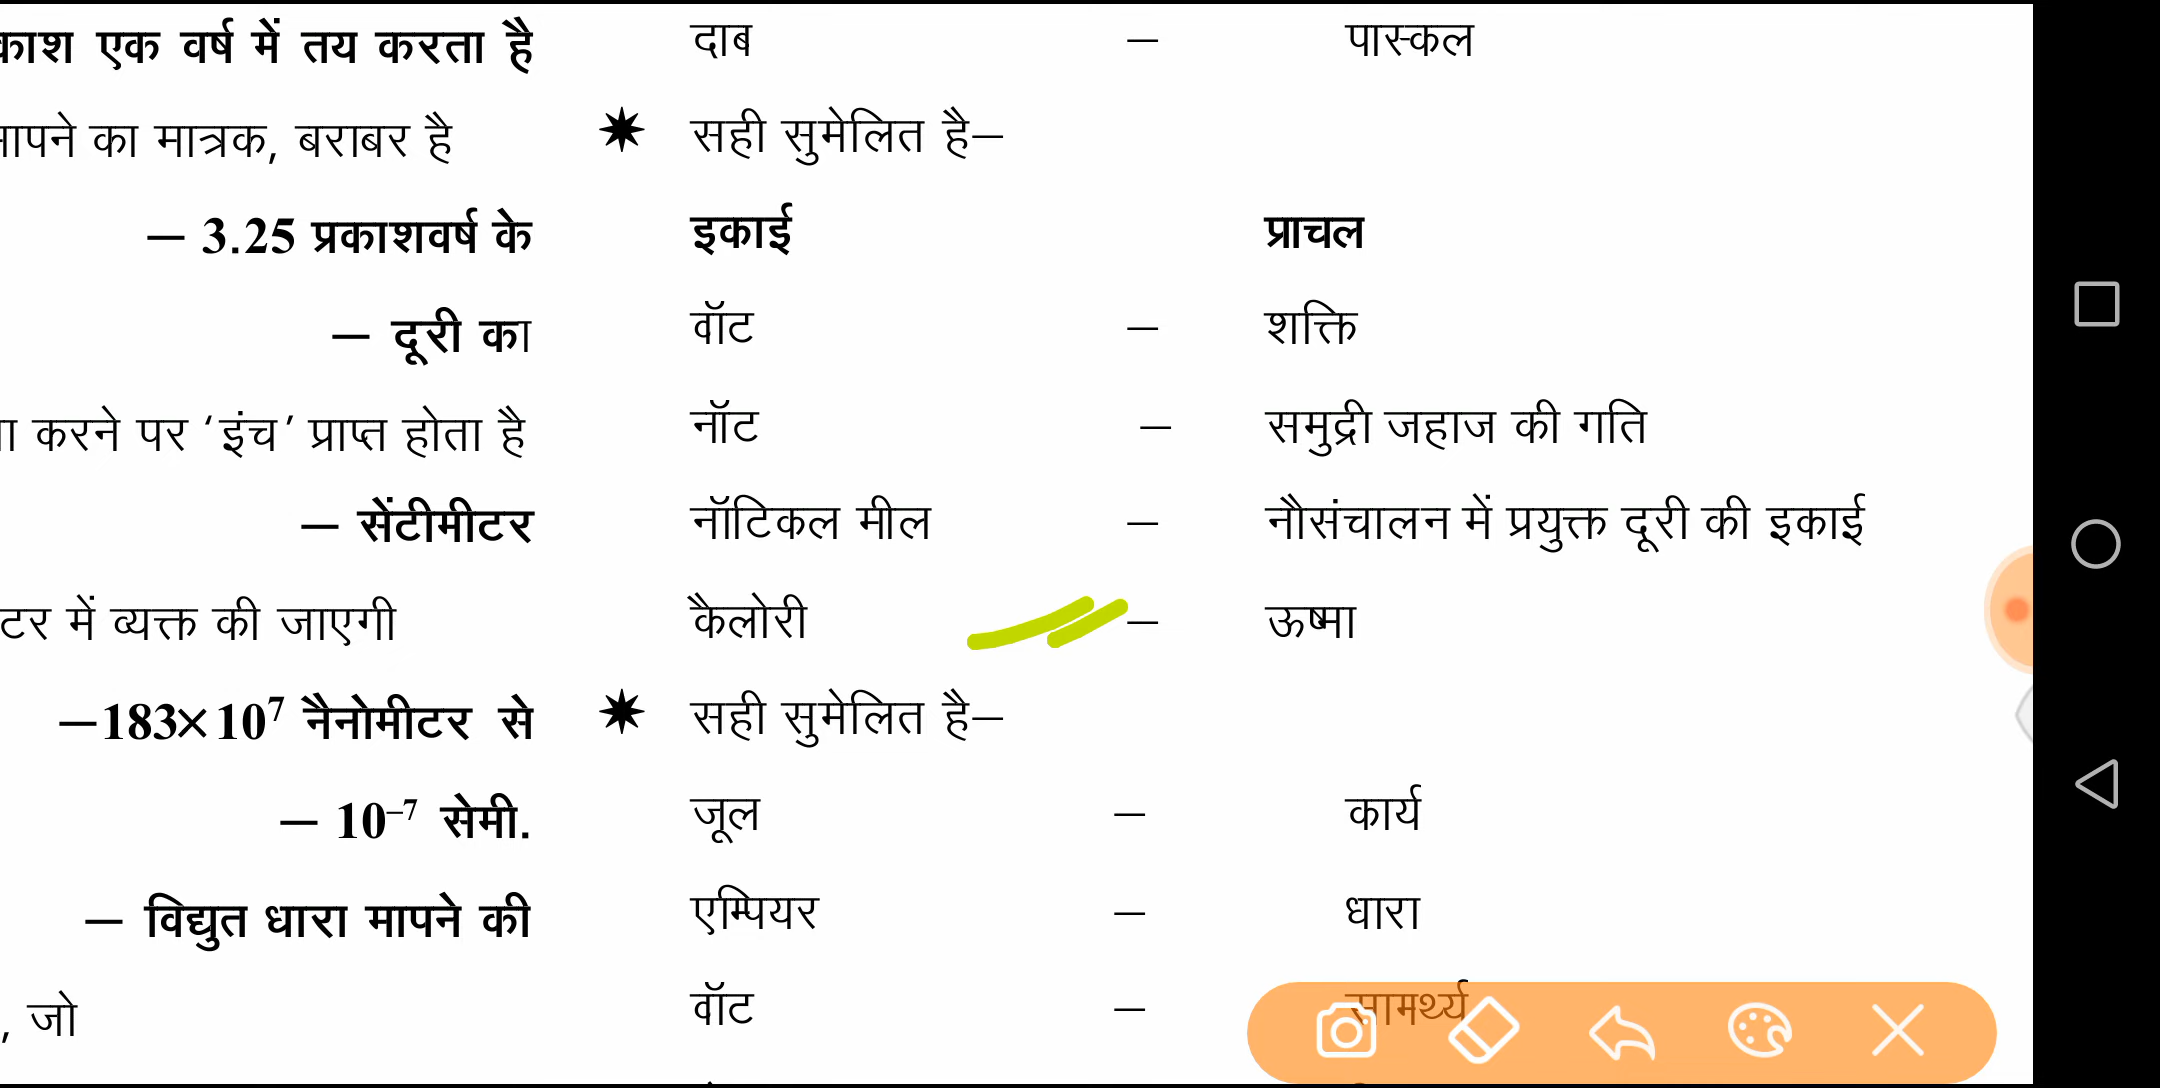 काश एक वर्ष में तय करता है
मापने का मात्रक, बराबर है
— 3.25 प्रकाशवर्ष के
— दूरी का
करने पर ‘इंच’ प्राप्त होता है
— सेंटीमीटर
टर में व्यक्त की जाएगी
—183×10⁷ नैनोमीटर से
— 10⁻⁷ सेमी.
— विद्युत धारा मापने की
, जो
दाब — पास्कल
✷ सही सुमेलित है—
इकाई प्राचल
वॉट — शक्ति
नॉट — समुद्री जहाज की गति
नॉटिकल मील — नौसंचालन में प्रयुक्त दूरी की इकाई
कैलोरी — ऊष्मा
✷ सही सुमेलित है—
जूल — कार्य
एम्पियर — धारा
वॉट — सामर्थ्य